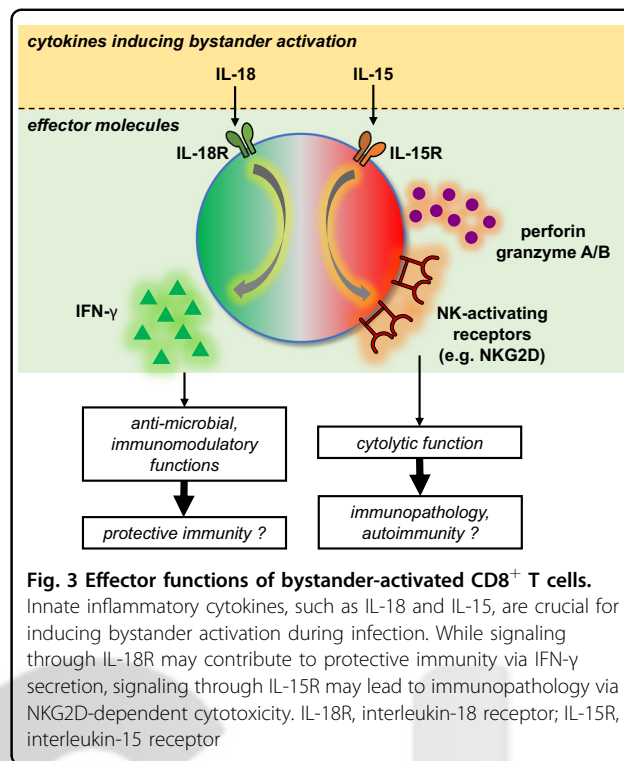 cytokines inducing bystander activation
IL-18 IL-15
effector molecules
IL-18R IL-15R
perforin
granzyme A/B
IFN-γ
NK-activating
receptors
(e.g. NKG2D)
anti-microbial,
immunomodulatory
functions
cytolytic function
protective immunity ?
immunopathology,
autoimmunity ?
Fig. 3 Effector functions of bystander-activated CD8⁺ T cells.
Innate inflammatory cytokines, such as IL-18 and IL-15, are crucial for
inducing bystander activation during infection. While signaling
through IL-18R may contribute to protective immunity via IFN-γ
secretion, signaling through IL-15R may lead to immunopathology via
NKG2D-dependent cytotoxicity. IL-18R, interleukin-18 receptor; IL-15R,
interleukin-15 receptor